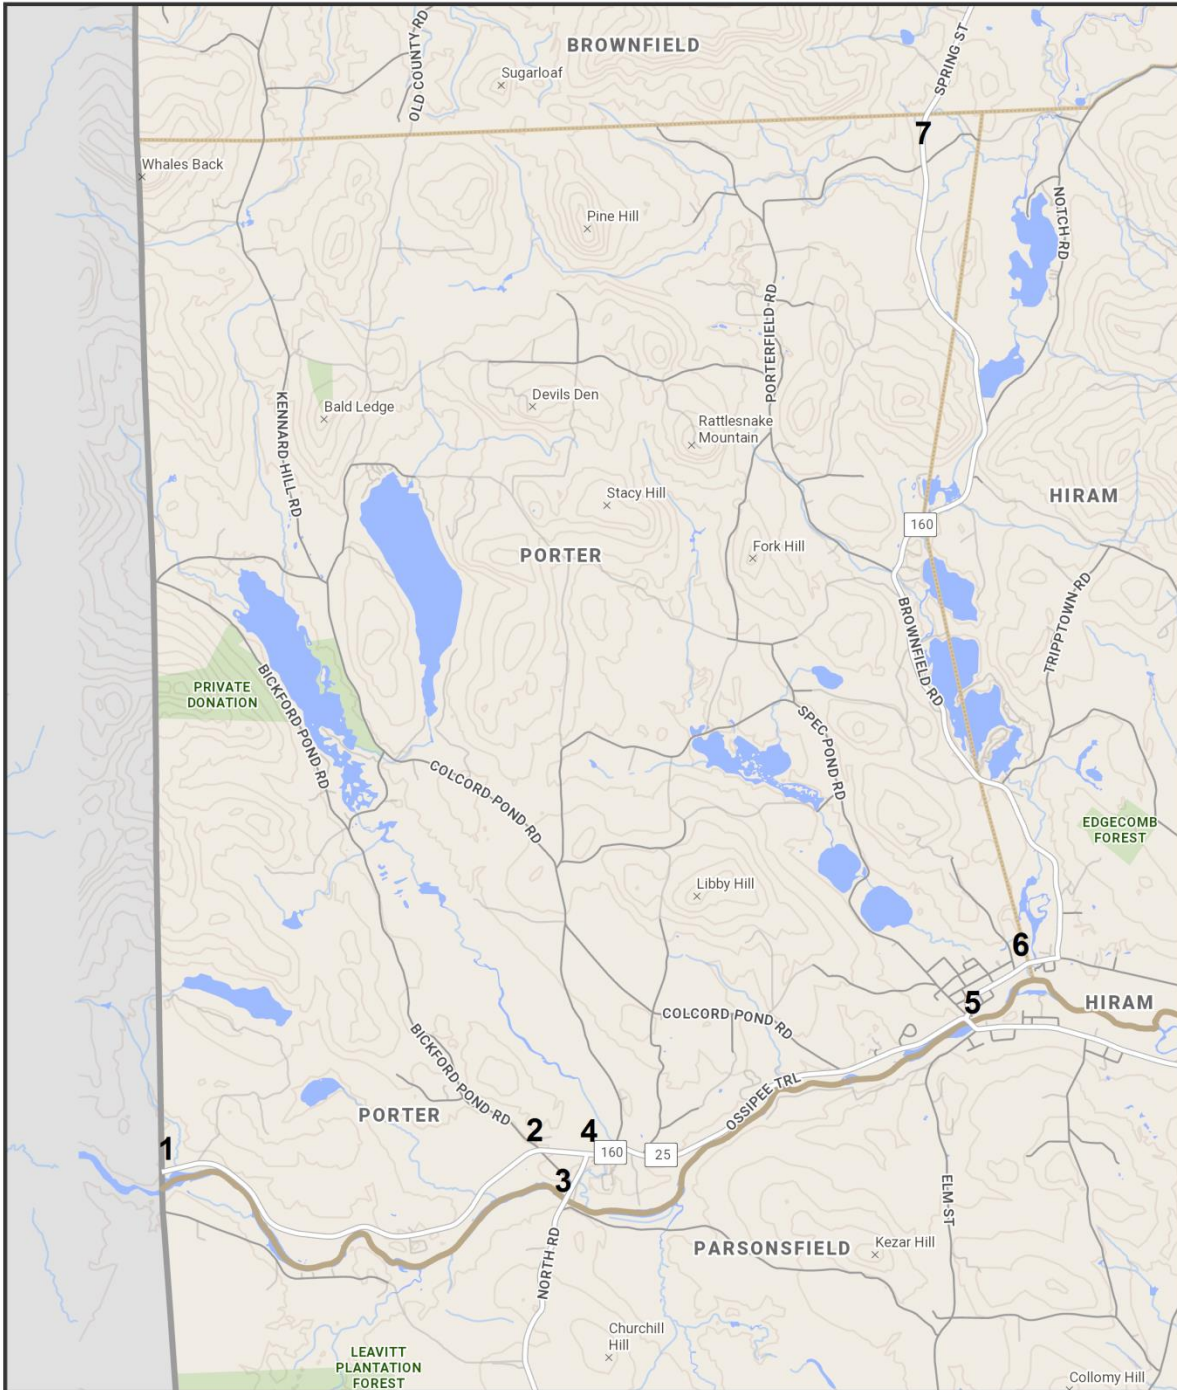 BROWNFIELD
OLD COUNTY RD
SPRING ST
Sugarloaf
7
Whales Back
Pine Hill
NOTCH RD
PORTERFIELD RD
KENNARD HILL RD
Bald Ledge
Devils Den
Rattlesnake
Mountain
Stacy Hill
HIRAM
160
PORTER
Fork Hill
TRIPPTOWN RD
BROWNFIELD RD
PRIVATE
DONATION
BICKFORD POND RD
SPEC POND RD
COLCORD POND RD
EDGECOMB
FOREST
Libby Hill
6
5
HIRAM
COLCORD POND RD
BICKFORD POND RD
OSSIPEE TRL
PORTER
1
2
4
160
25
3
ELM ST
NORTH RD
PARSONSFIELD
Kezar Hill
Churchill
Hill
LEAVITT
PLANTATION
FOREST
Collomy Hill